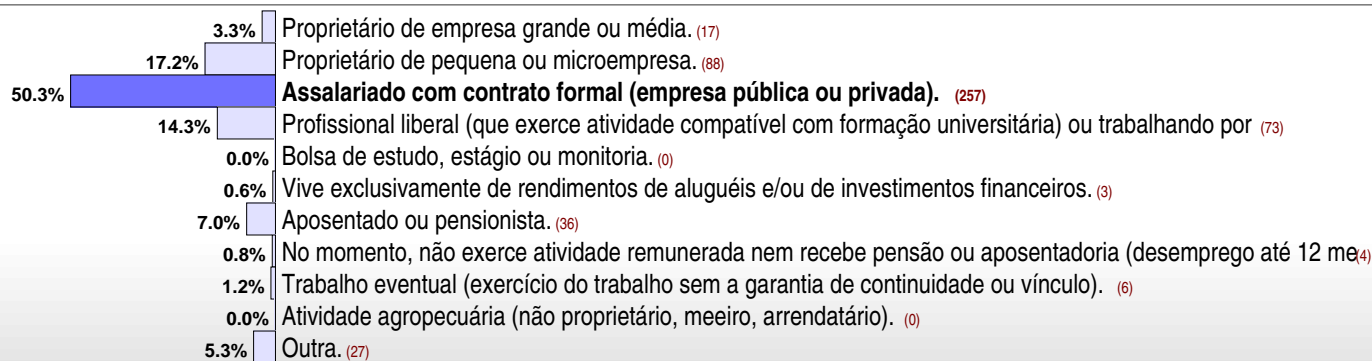 3.3% Proprietário de empresa grande ou média. (17)
17.2% Proprietário de pequena ou microempresa. (88)
50.3% Assalariado com contrato formal (empresa pública ou privada). (257)
14.3% Profissional liberal (que exerce atividade compatível com formação universitária) ou trabalhando por (73)
0.0% Bolsa de estudo, estágio ou monitoria. (0)
0.6% Vive exclusivamente de rendimentos de aluguéis e/ou de investimentos financeiros. (3)
7.0% Aposentado ou pensionista. (36)
0.8% No momento, não exerce atividade remunerada nem recebe pensão ou aposentadoria (desemprego até 12 me(4)
1.2% Trabalho eventual (exercício do trabalho sem a garantia de continuidade ou vínculo). (6)
0.0% Atividade agropecuária (não proprietário, meeiro, arrendatário). (0)
5.3% Outra. (27)